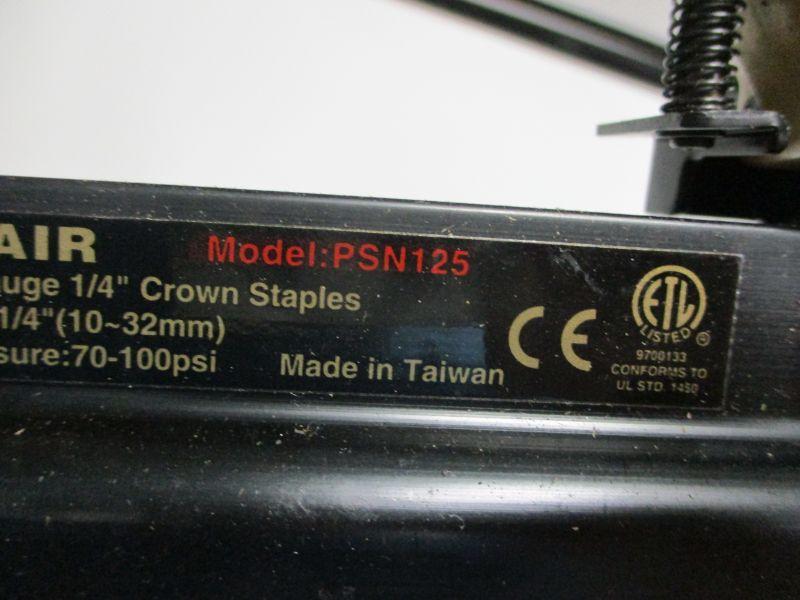 AIR
Model:PSN125
auge 1/4" Crown Staples
1/4"(10~32mm)
sure:70-100psi
Made in Taiwan
CE
ETL
LISTED
9700133
CONFORMS TO
UL STD. 1450